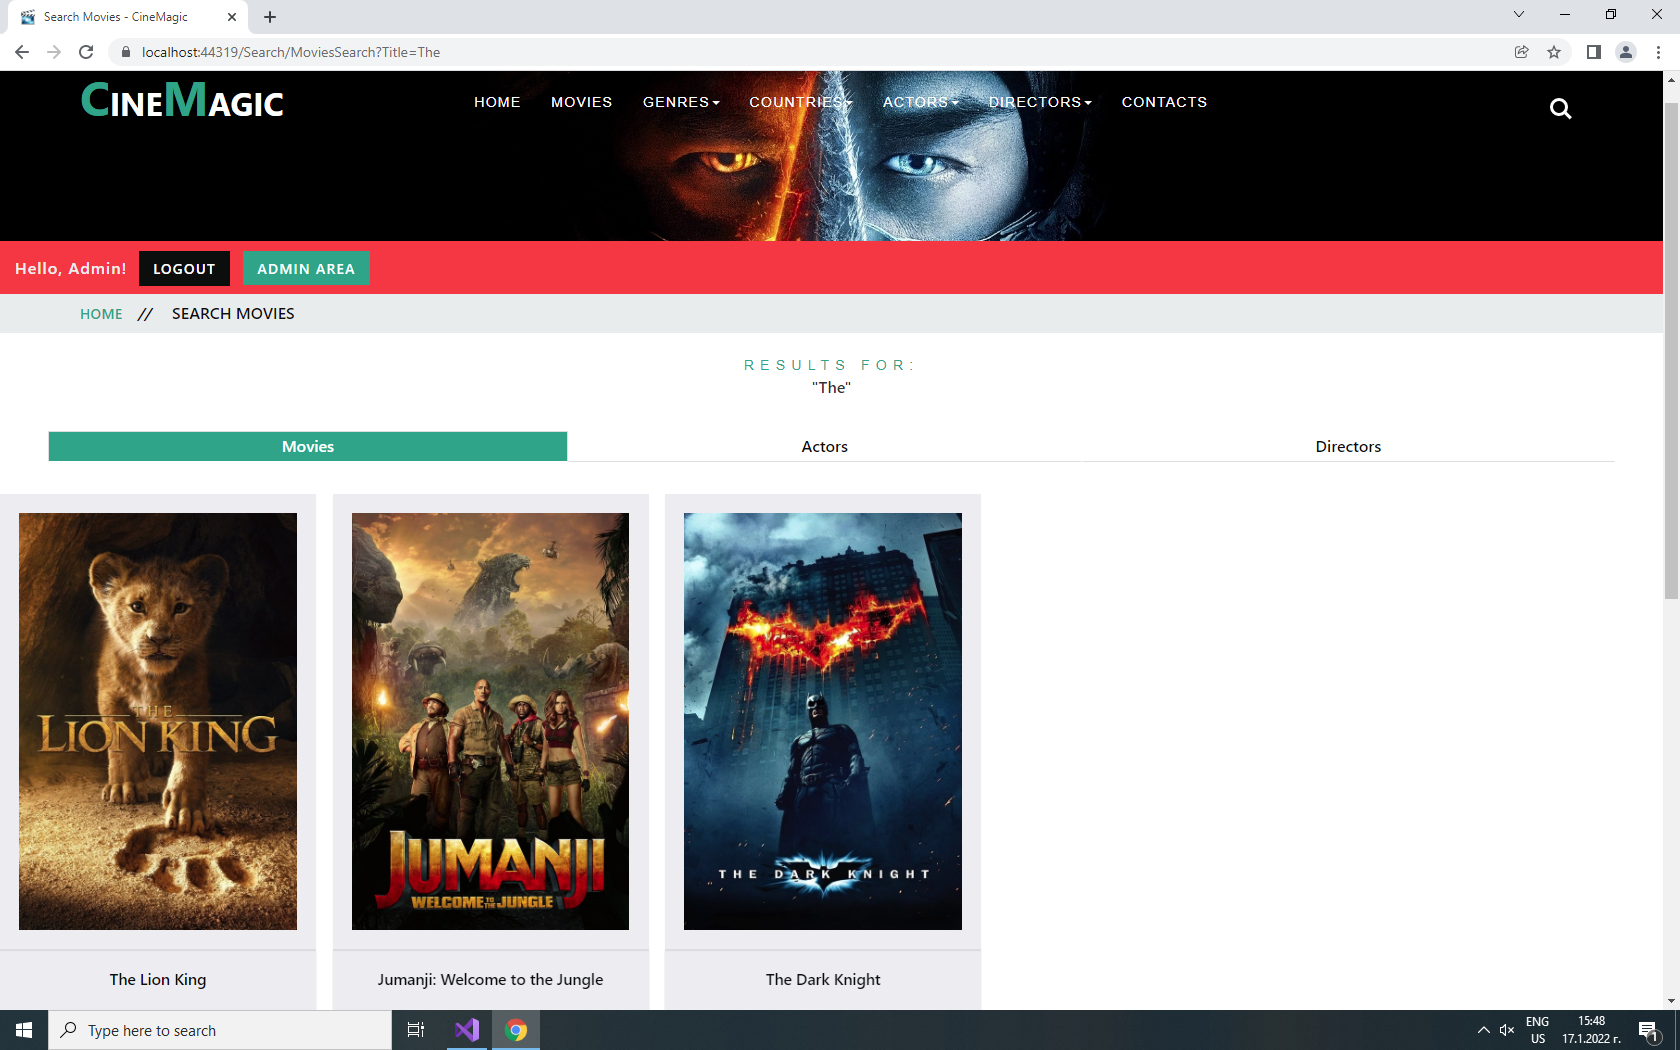 Search Movies - CineMagic
localhost:44319/Search/MoviesSearch?Title=The
CINEMAGIC
HOME MOVIES GENRES COUNTRIES ACTORS DIRECTORS CONTACTS
Hello, Admin! LOGOUT ADMIN AREA
HOME // SEARCH MOVIES
RESULTS FOR:
"The"
Movies Actors Directors
THE
LION KING
JUMANJI
WELCOME TO THE JUNGLE
THE DARK KNIGHT
The Lion King
Jumanji: Welcome to the Jungle
The Dark Knight
Type here to search
ENG
US
15:48
17.1.2022 г.
1